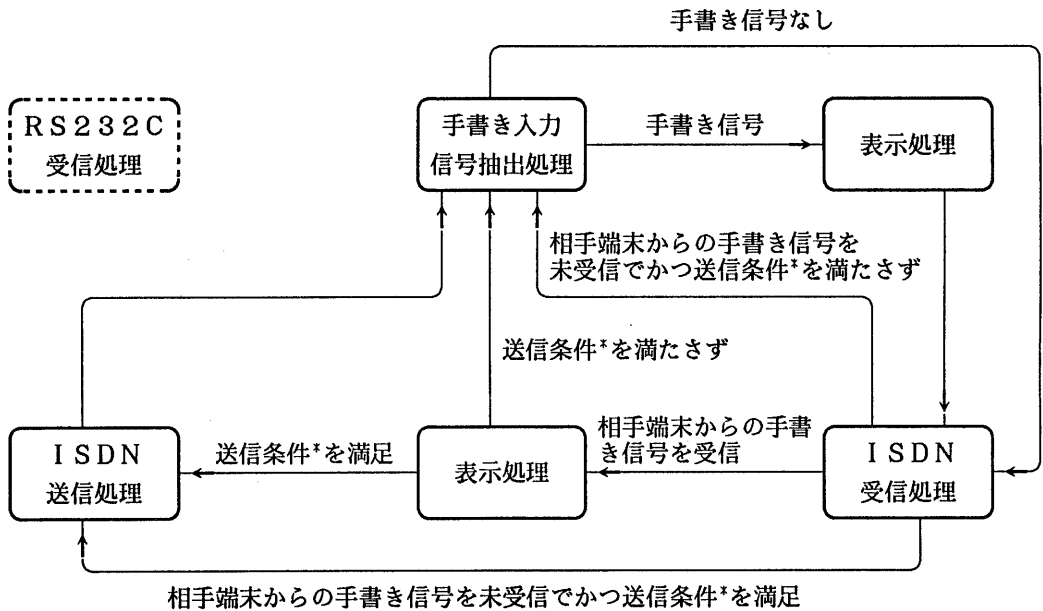 手書き信号なし
RS232C
受信処理
手書き入力
信号抽出処理
手書き信号
表示処理
相手端末からの手書き信号を
未受信でかつ送信条件*を満たさず
送信条件*を満たさず
ISDN
送信処理
送信条件*を満足
表示処理
相手端末からの手書
き信号を受信
ISDN
受信処理
相手端末からの手書き信号を未受信でかつ送信条件*を満足